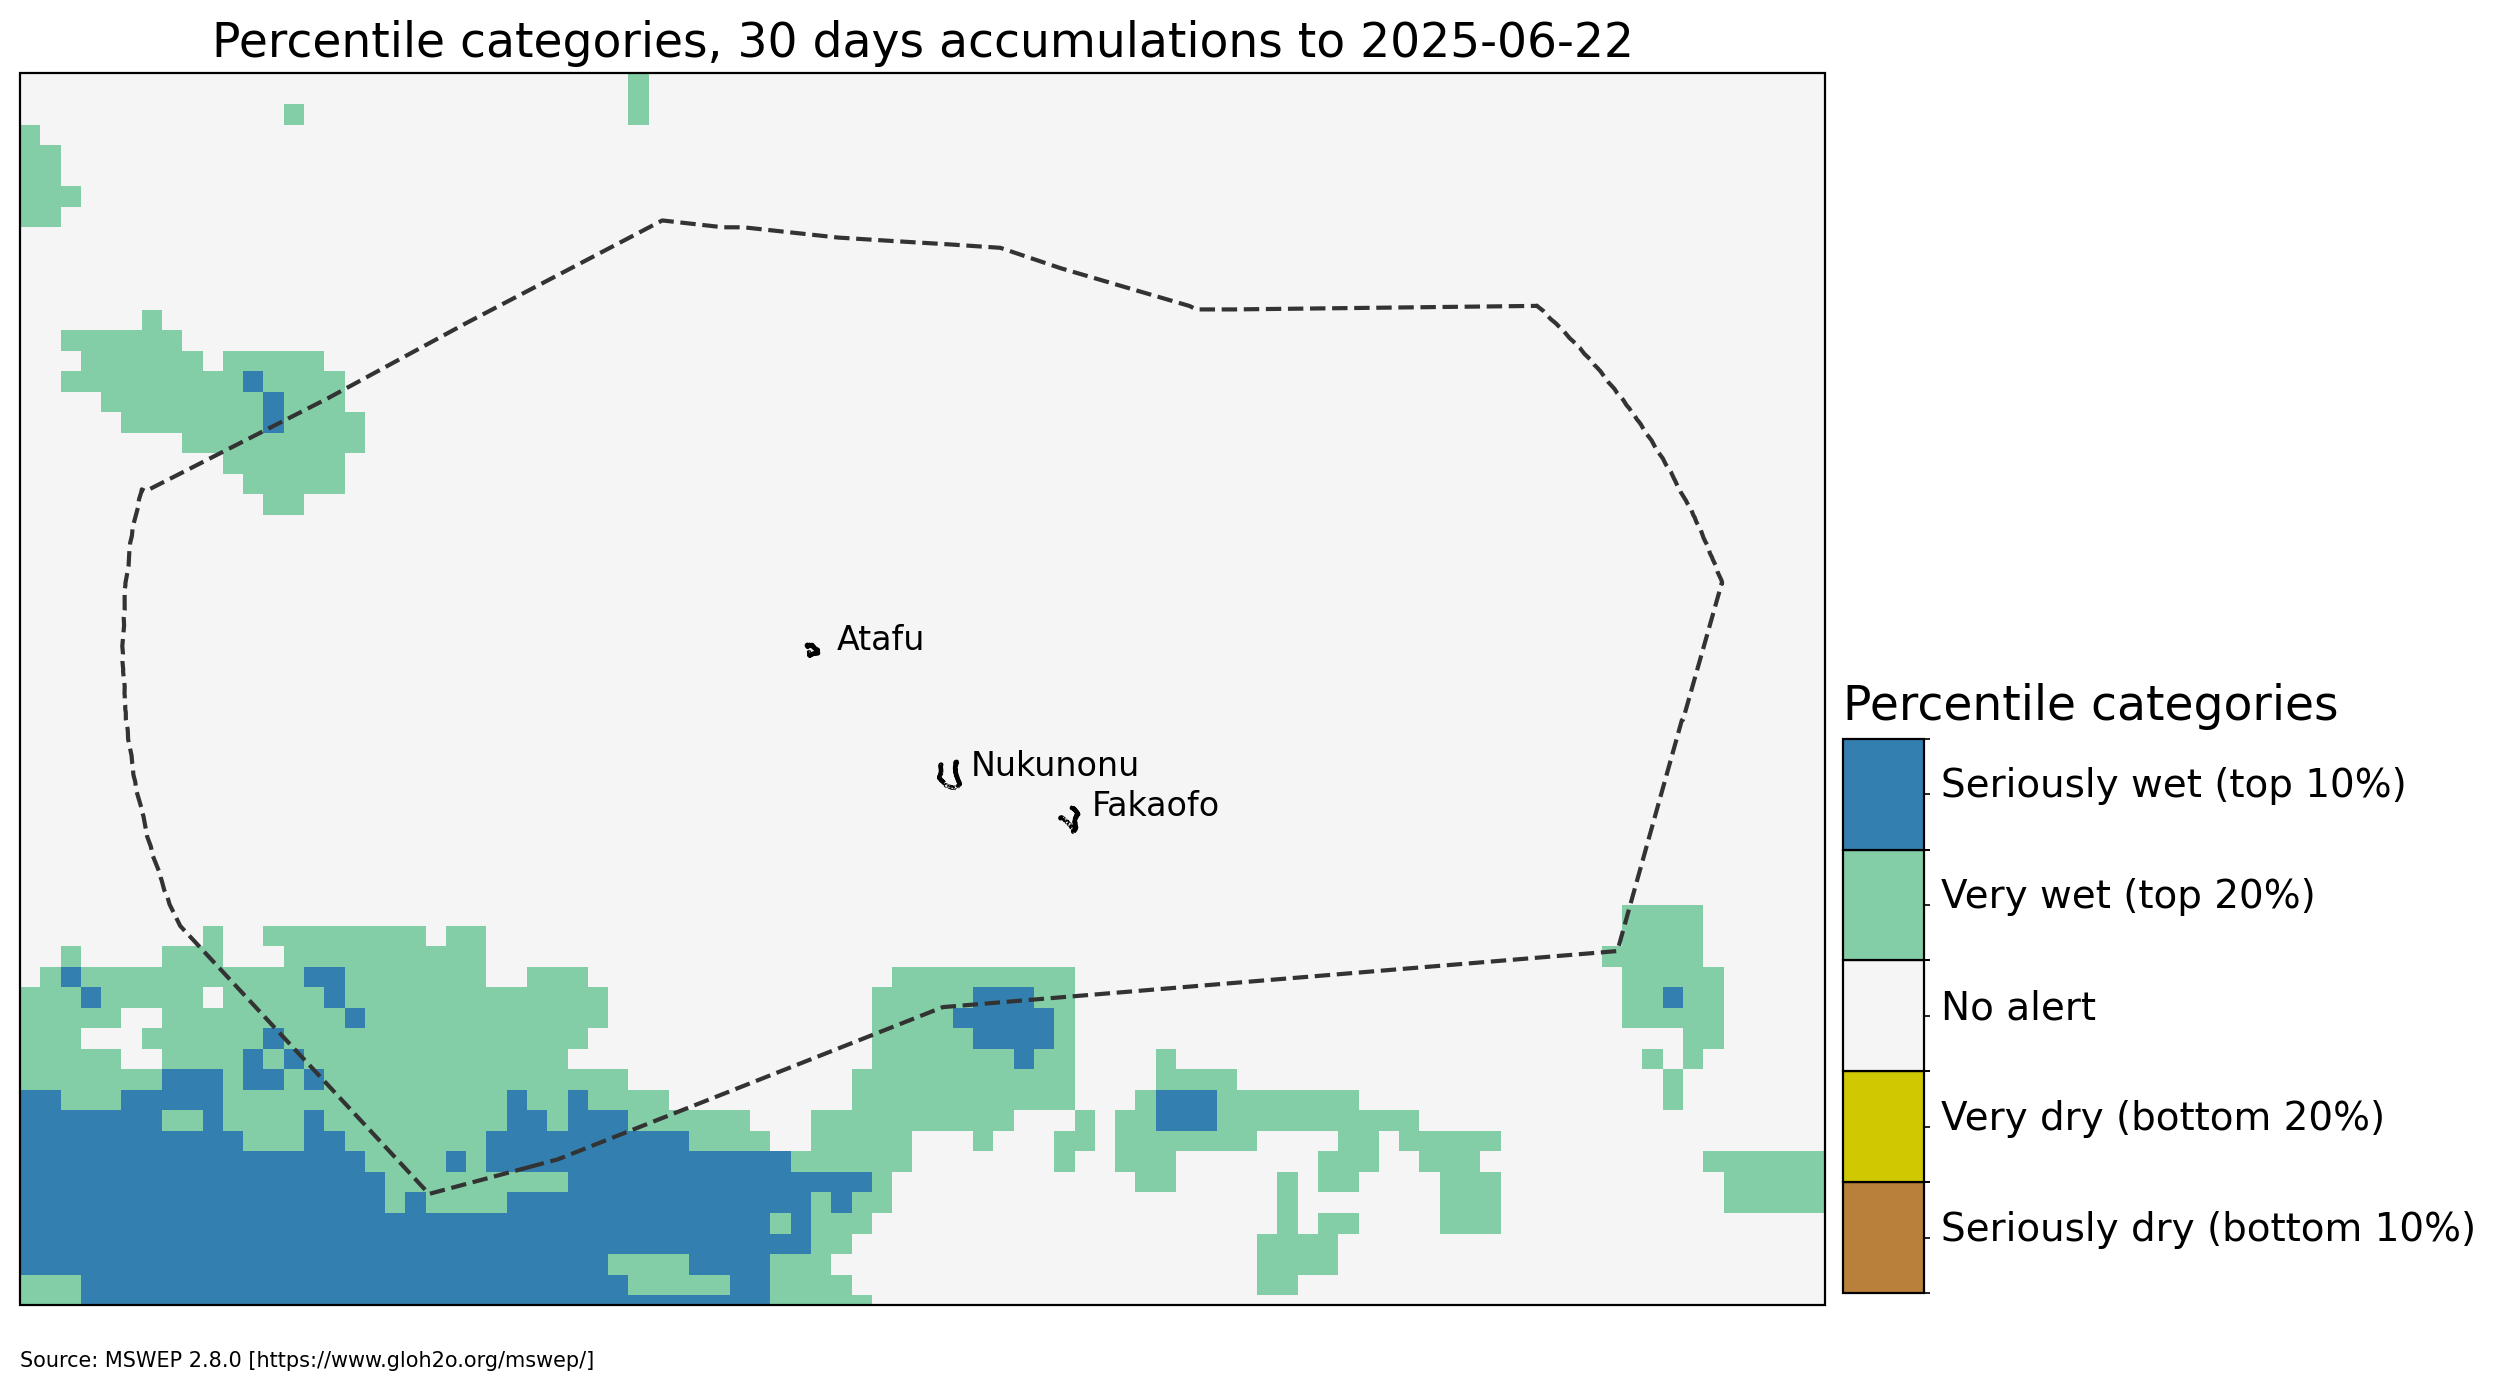 Percentile categories, 30 days accumulations to 2025-06-22
Atafu
Nukunonu
Fakaofo
Percentile categories
Seriously wet (top 10%)
Very wet (top 20%)
No alert
Very dry (bottom 20%)
Seriously dry (bottom 10%)
Source: MSWEP 2.8.0 [https://www.gloh2o.org/mswep/]